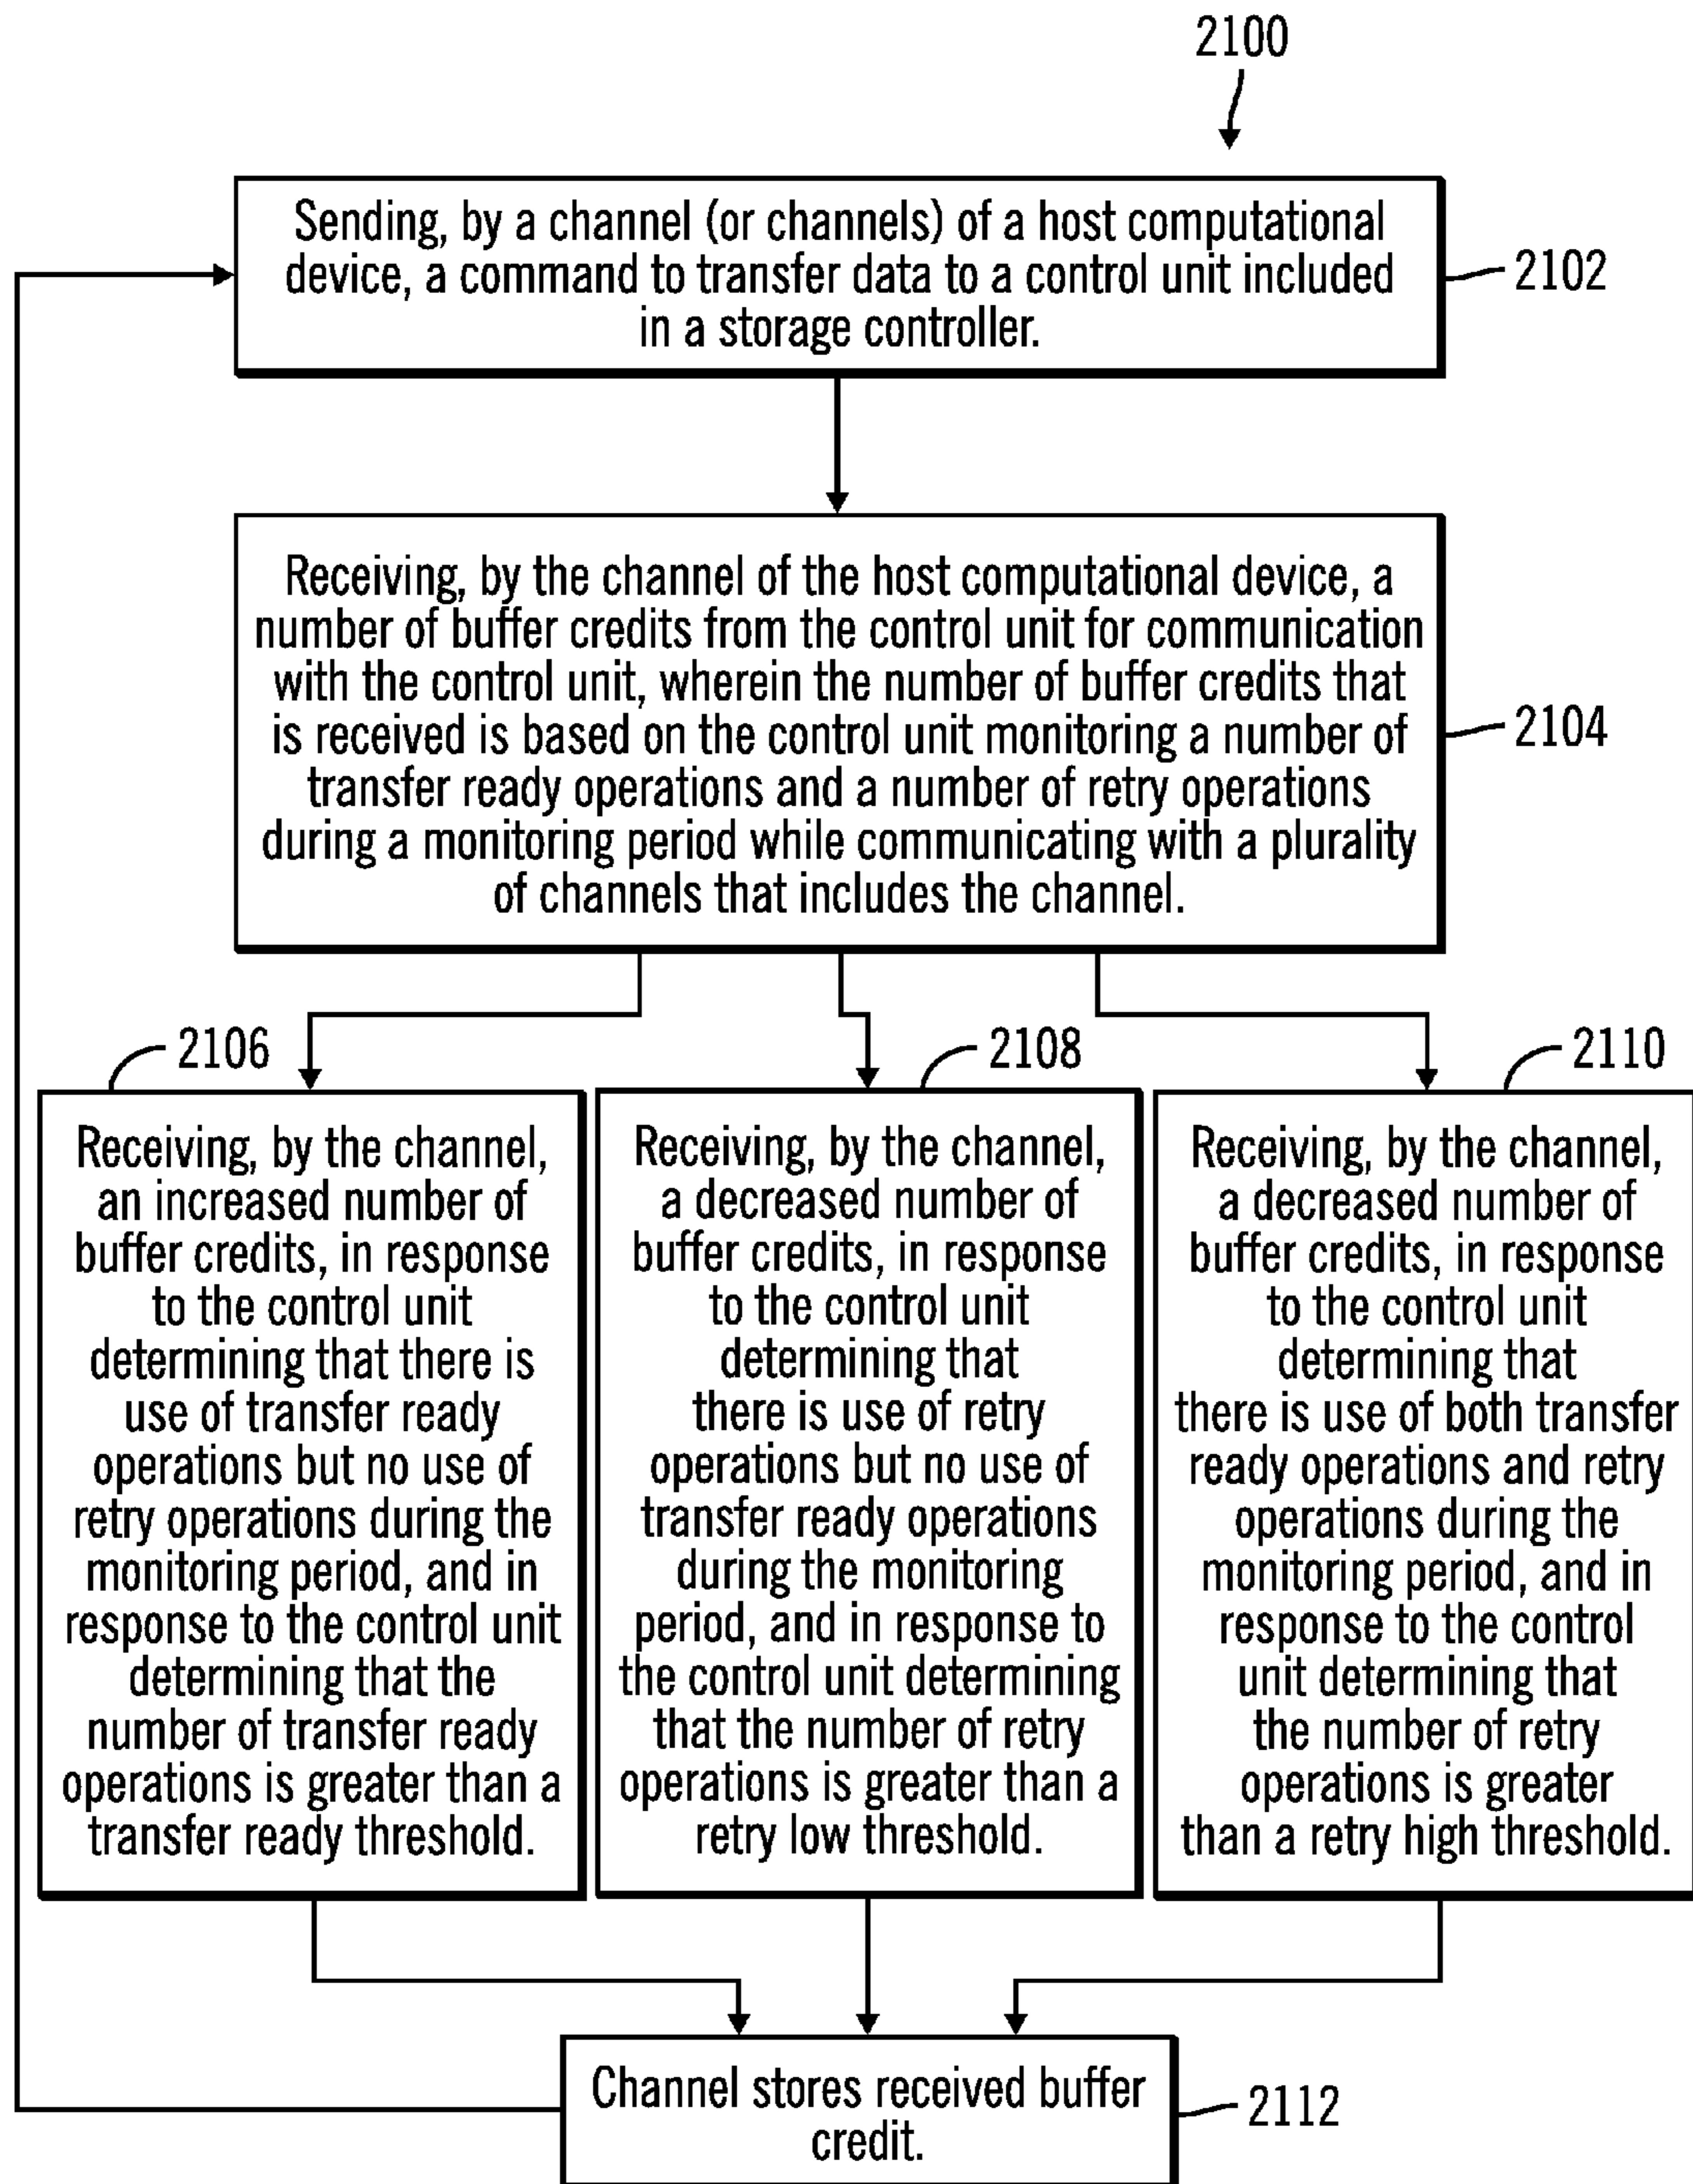 2100
Sending, by a channel (or channels) of a host computational
device, a command to transfer data to a control unit included
in a storage controller.
2102
Receiving, by the channel of the host computational device, a
number of buffer credits from the control unit for communication
with the control unit, wherein the number of buffer credits that
is received is based on the control unit monitoring a number of
transfer ready operations and a number of retry operations
during a monitoring period while communicating with a plurality
of channels that includes the channel.
2104
2106
Receiving, by the channel,
an increased number of
buffer credits, in response
to the control unit
determining that there is
use of transfer ready
operations but no use of
retry operations during the
monitoring period, and in
response to the control unit
determining that the
number of transfer ready
operations is greater than a
transfer ready threshold.
2108
Receiving, by the channel,
a decreased number of
buffer credits, in response
to the control unit
determining that
there is use of retry
operations but no use of
transfer ready operations
during the monitoring
period, and in response to
the control unit determining
that the number of retry
operations is greater than a
retry low threshold.
2110
Receiving, by the channel,
a decreased number of
buffer credits, in response
to the control unit
determining that
there is use of both transfer
ready operations and retry
operations during the
monitoring period, and in
response to the control
unit determining that
the number of retry
operations is greater
than a retry high threshold.
Channel stores received buffer
credit.
2112